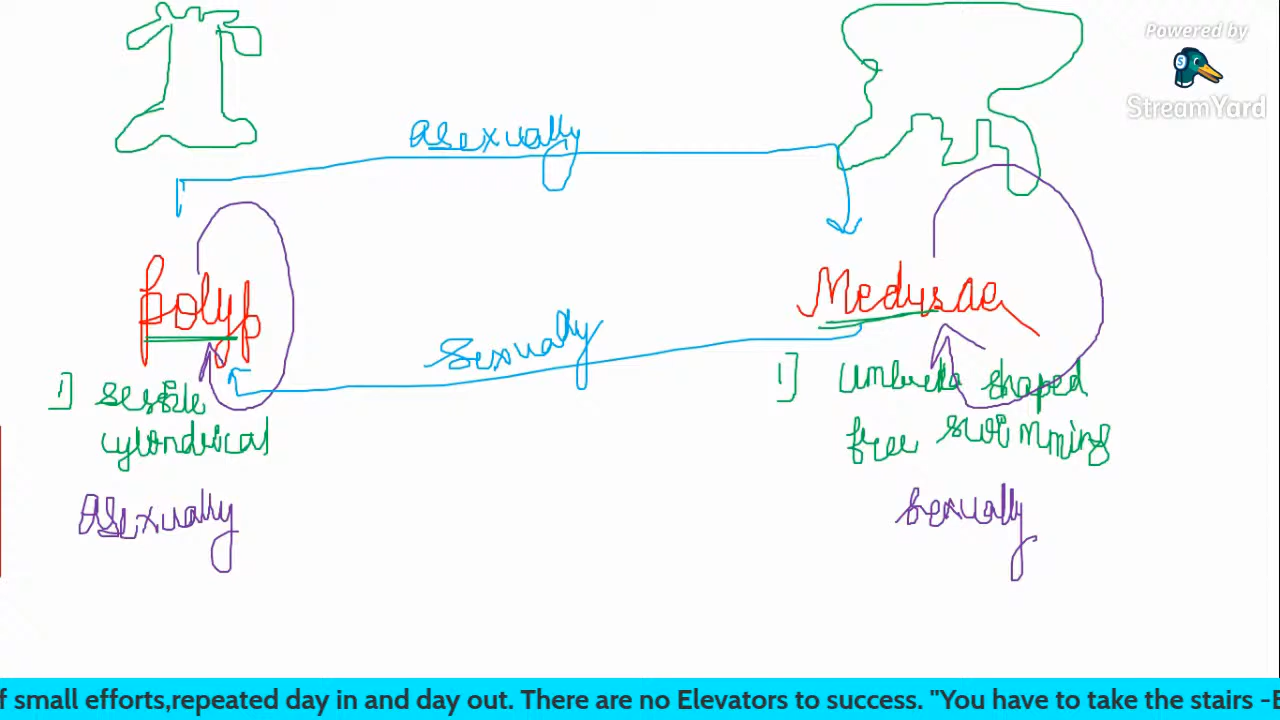 Powered by
StreamYard
Asexually
Polyp
Medusae
Sexually
1] sessile
cylindrical
1] umbrella shaped
free swimming
Asexually
Sexually
f small efforts,repeated day in and day out. There are no Elevators to success. "You have to take the stairs -E